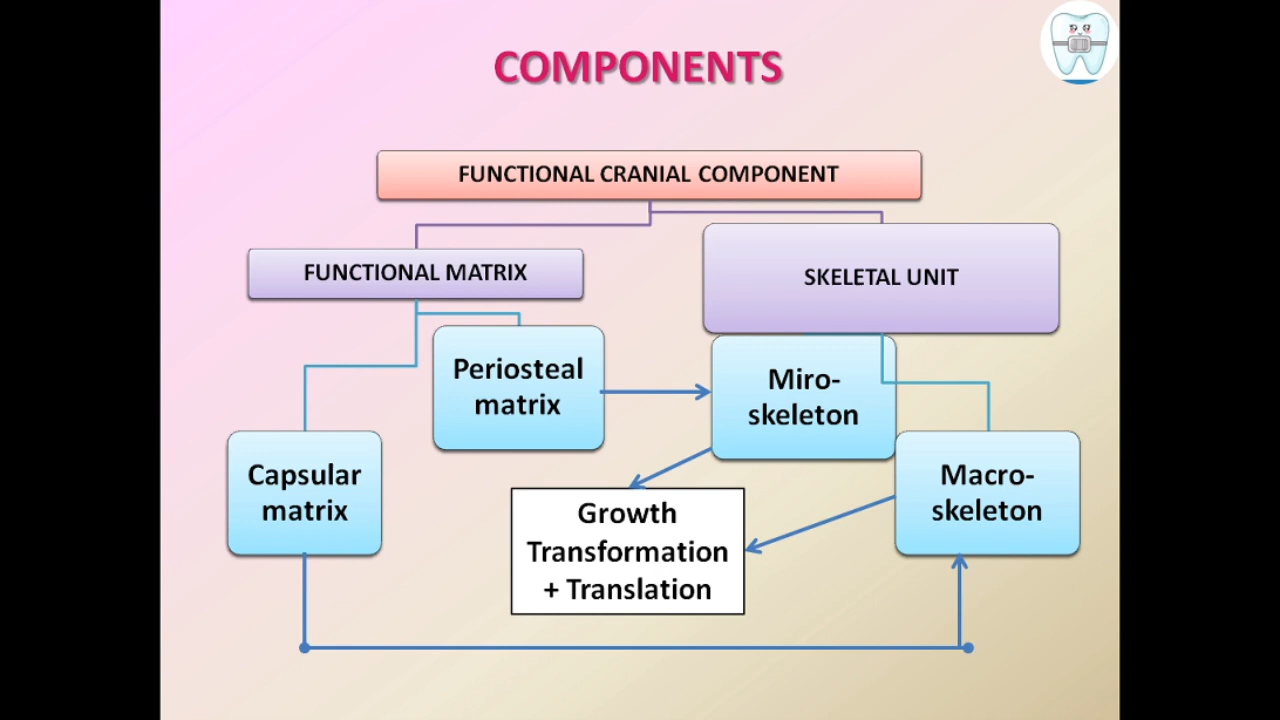 COMPONENTS
FUNCTIONAL CRANIAL COMPONENT
FUNCTIONAL MATRIX
SKELETAL UNIT
Periosteal
matrix
Miro-
skeleton
Capsular
matrix
Macro-
skeleton
Growth
Transformation
+ Translation